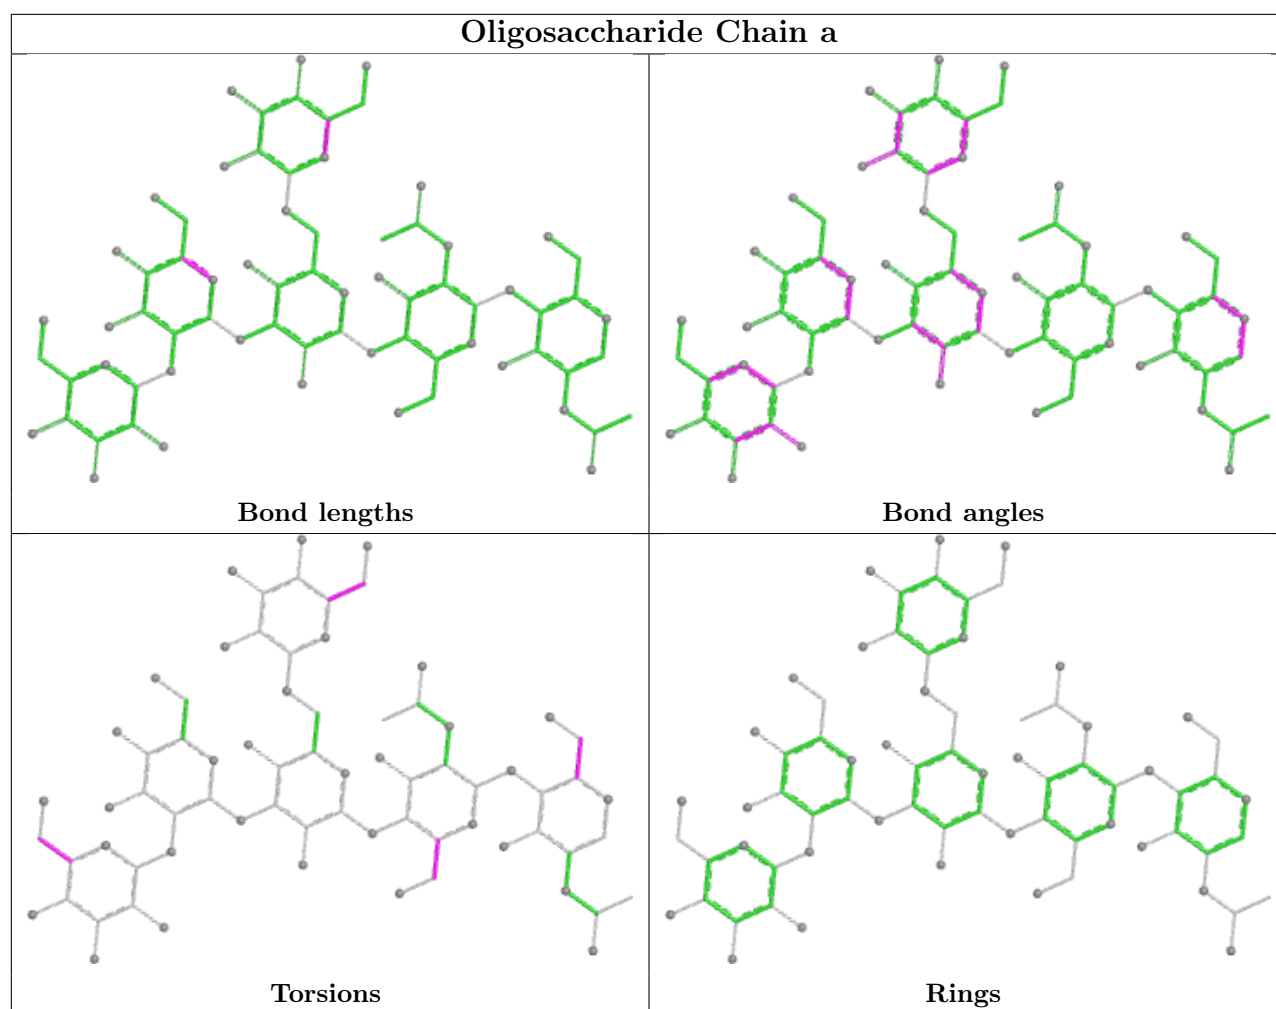 Oligosaccharide Chain a
Bond lengths
Bond angles
Torsions
Rings